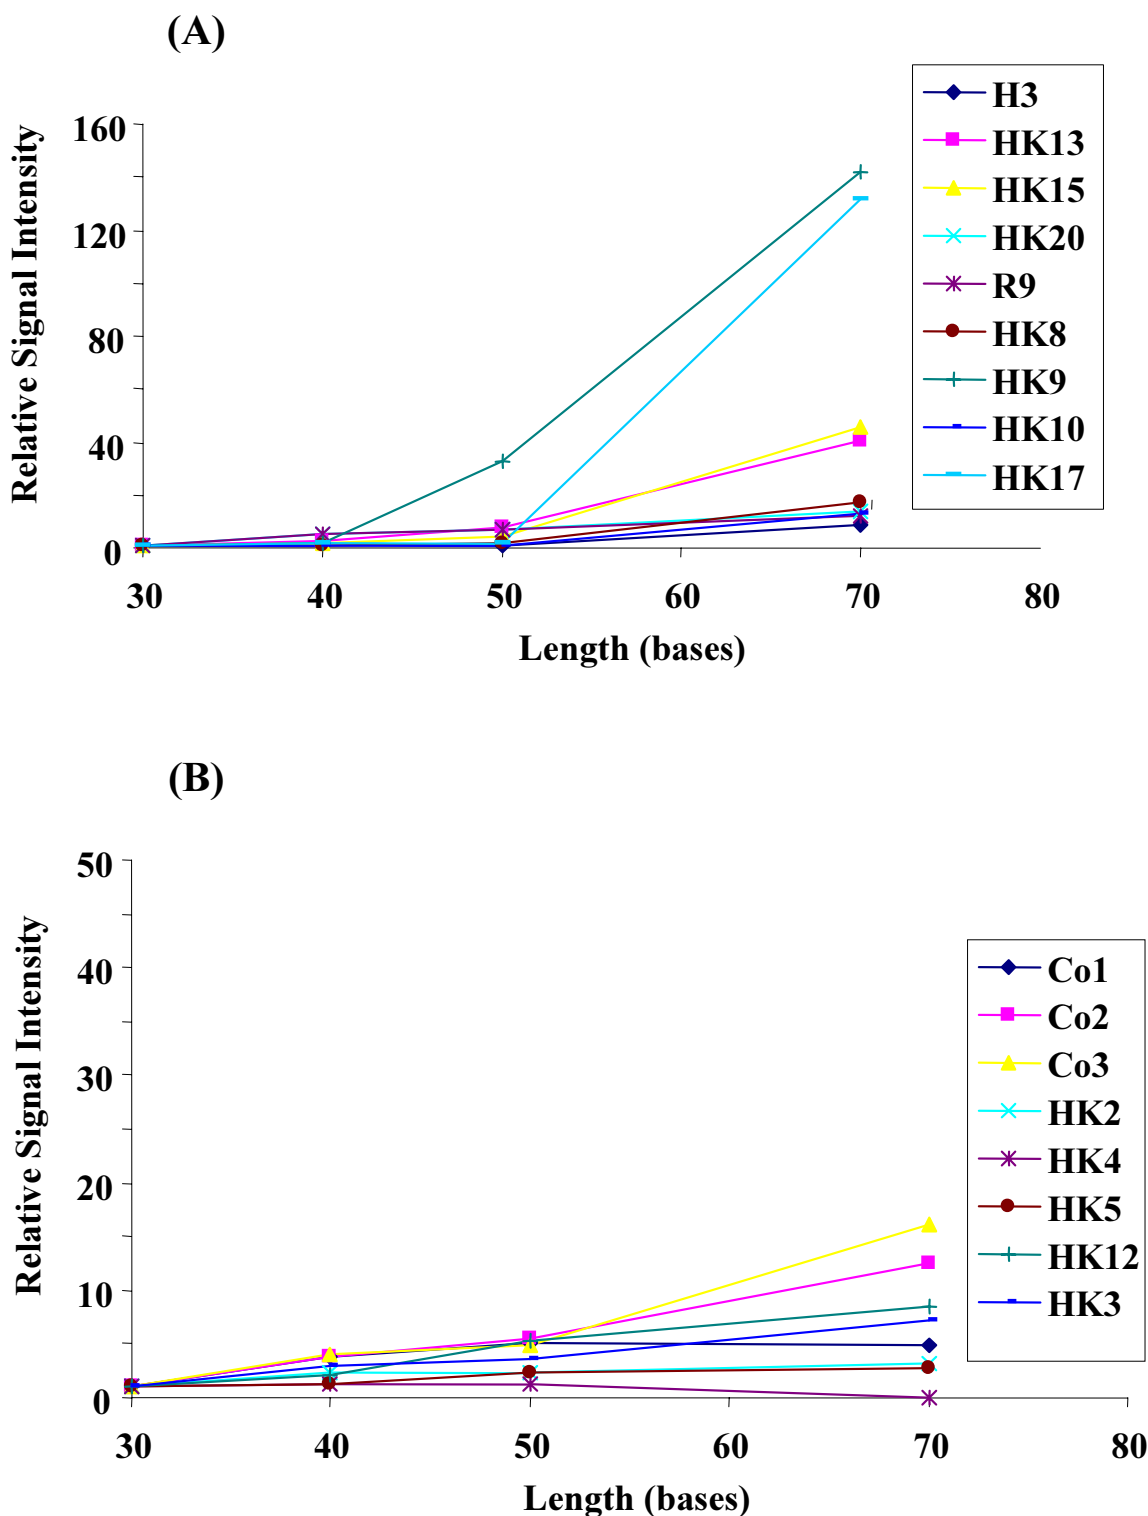 (A)
Relative Signal Intensity
160
120
80
40
0
30 40 50 60 70 80
Length (bases)
H3
HK13
HK15
HK20
R9
HK8
HK9
HK10
HK17
(B)
Relative Signal Intensity
50
40
30
20
10
0
30 40 50 60 70 80
Length (bases)
Co1
Co2
Co3
HK2
HK4
HK5
HK12
HK3